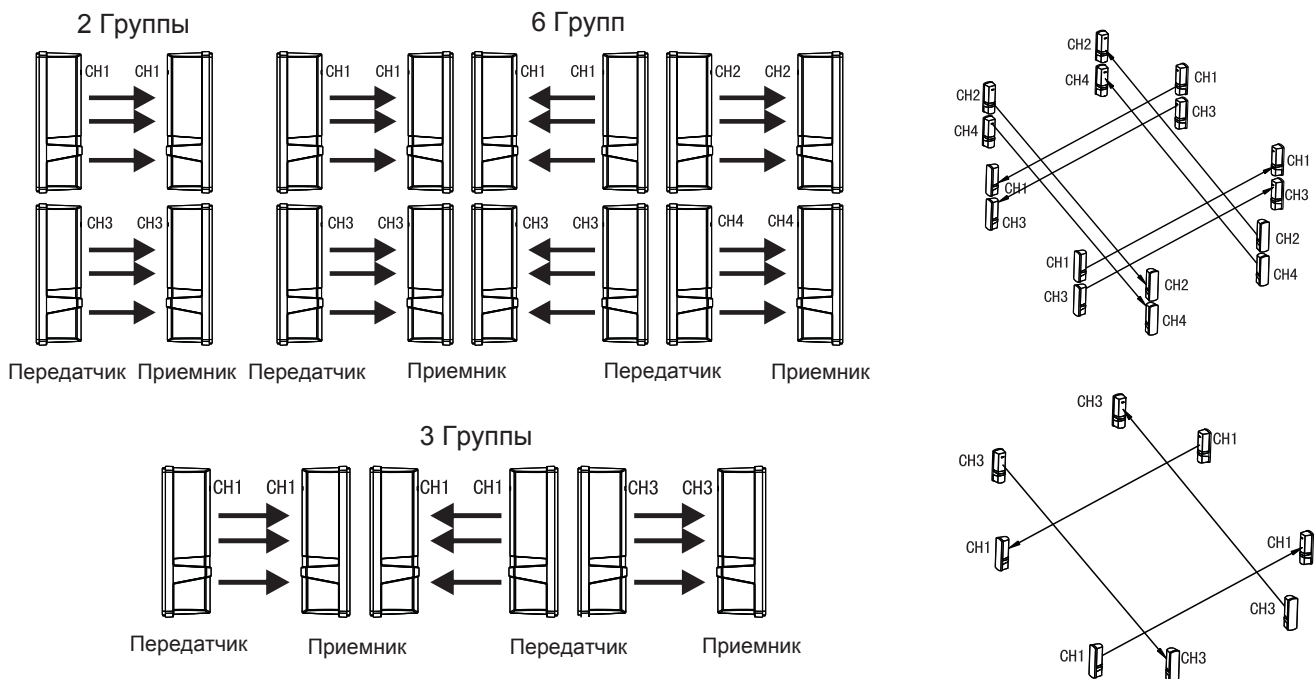 2 Группы
6 Групп
CH1 CH1 CH1 CH1 CH1 CH1 CH2 CH2
CH3 CH3 CH3 CH3 CH3 CH3 CH4 CH4
Передатчик Приемник Передатчик Приемник Передатчик Приемник
3 Группы
CH1 CH1 CH1 CH1 CH3 CH3
Передатчик Приемник Передатчик Приемник
CH2
CH4
CH1
CH2
CH3
CH4
CH1
CH1
CH3
CH3
CH2
CH1
CH4
CH2
CH3
CH4
CH3
CH1
CH3
CH1
CH1
CH3
CH1
CH3